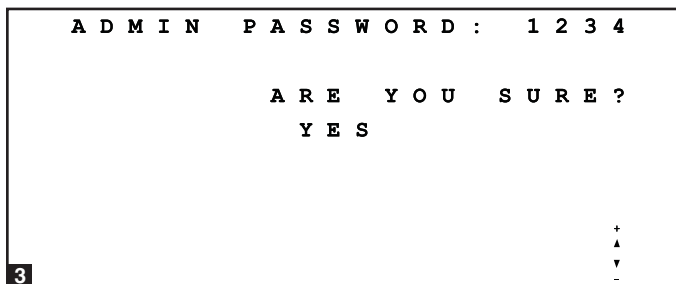 ADMIN PASSWORD: 1234
ARE YOU SURE?
YES
+
▲
▼
-
3